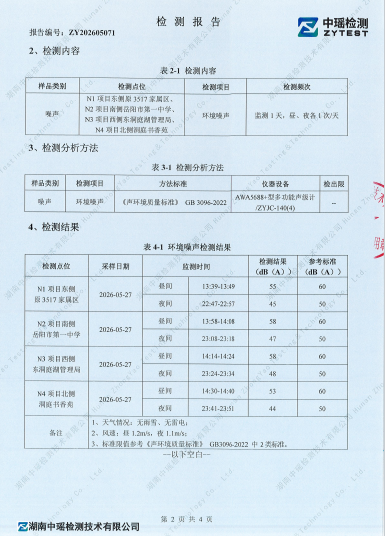 检 测 报 告
报告编号：ZY202605071
中瑶检测
ZYTEST
2、检测内容
表 2-1 检测内容
样品类别 检测点位 检测项目 检测频次
噪声 N1 项目东侧原 3517 家属区、 环境噪声 监测 1 天，昼、夜各 1 次/天
N2 项目南侧岳阳市第一中学、
N3 项目西侧东洞庭湖管理局、
N4 项目北侧洞庭书香苑
3、检测分析方法
表 3-1 检测分析方法
样品类别 检测项目 方法标准 仪器设备 检出限
噪声 环境噪声 《声环境质量标准》 GB 3096-2022 AWA5688+型多功能声级计 --
/ZYJC-140(4)
4、检测结果
表 4-1 环境噪声检测结果
检测点位 采样日期 监测时间 检测结果（dB（A）） 参考标准（dB（A））
N1 项目东侧原 3517 家属区 2026-05-27 昼间 13:39-13:49 55 60
夜间 22:47-22:57 45 50
N2 项目南侧岳阳市第一中学 2026-05-27 昼间 13:58-14:08 58 60
夜间 23:08-23:18 47 50
N3 项目西侧东洞庭湖管理局 2026-05-27 昼间 14:14-14:24 58 60
夜间 23:24-23:34 48 50
N4 项目北侧洞庭书香苑 2026-05-27 昼间 14:30-14:40 53 60
夜间 23:41-23:51 44 50
备注 1、天气情况：无雨雪、无雷电；
2、风速：昼 1.2m/s，夜 1.1m/s；
3、标准限值参考《声环境质量标准》 GB3096-2022 中 2 类标准。
—以下空白—
第 2 页 共 4 页
湖南中瑶检测技术有限公司